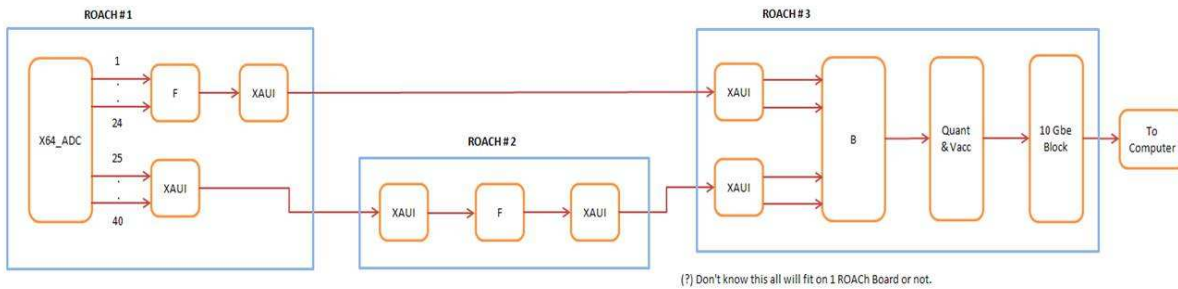 ROACH # 1
X64_ADC
1
.
.
24
25
.
.
40
F
XAUI
XAUI
ROACH # 2
XAUI
F
XAUI
ROACH # 3
XAUI
XAUI
B
Quant
& Vacc
10 Gbe
Block
To
Computer
(?) Don't know this all will fit on 1 ROACh Board or not.